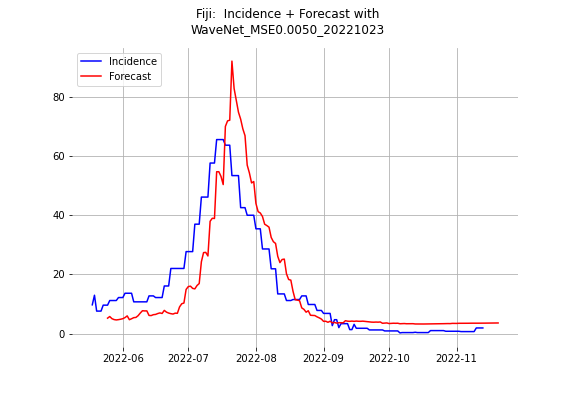 Fiji:  Incidence + Forecast with
WaveNet_MSE0.0050_20221023
Incidence
Forecast
80
60
40
20
0
2022-06 2022-07 2022-08 2022-09 2022-10 2022-11